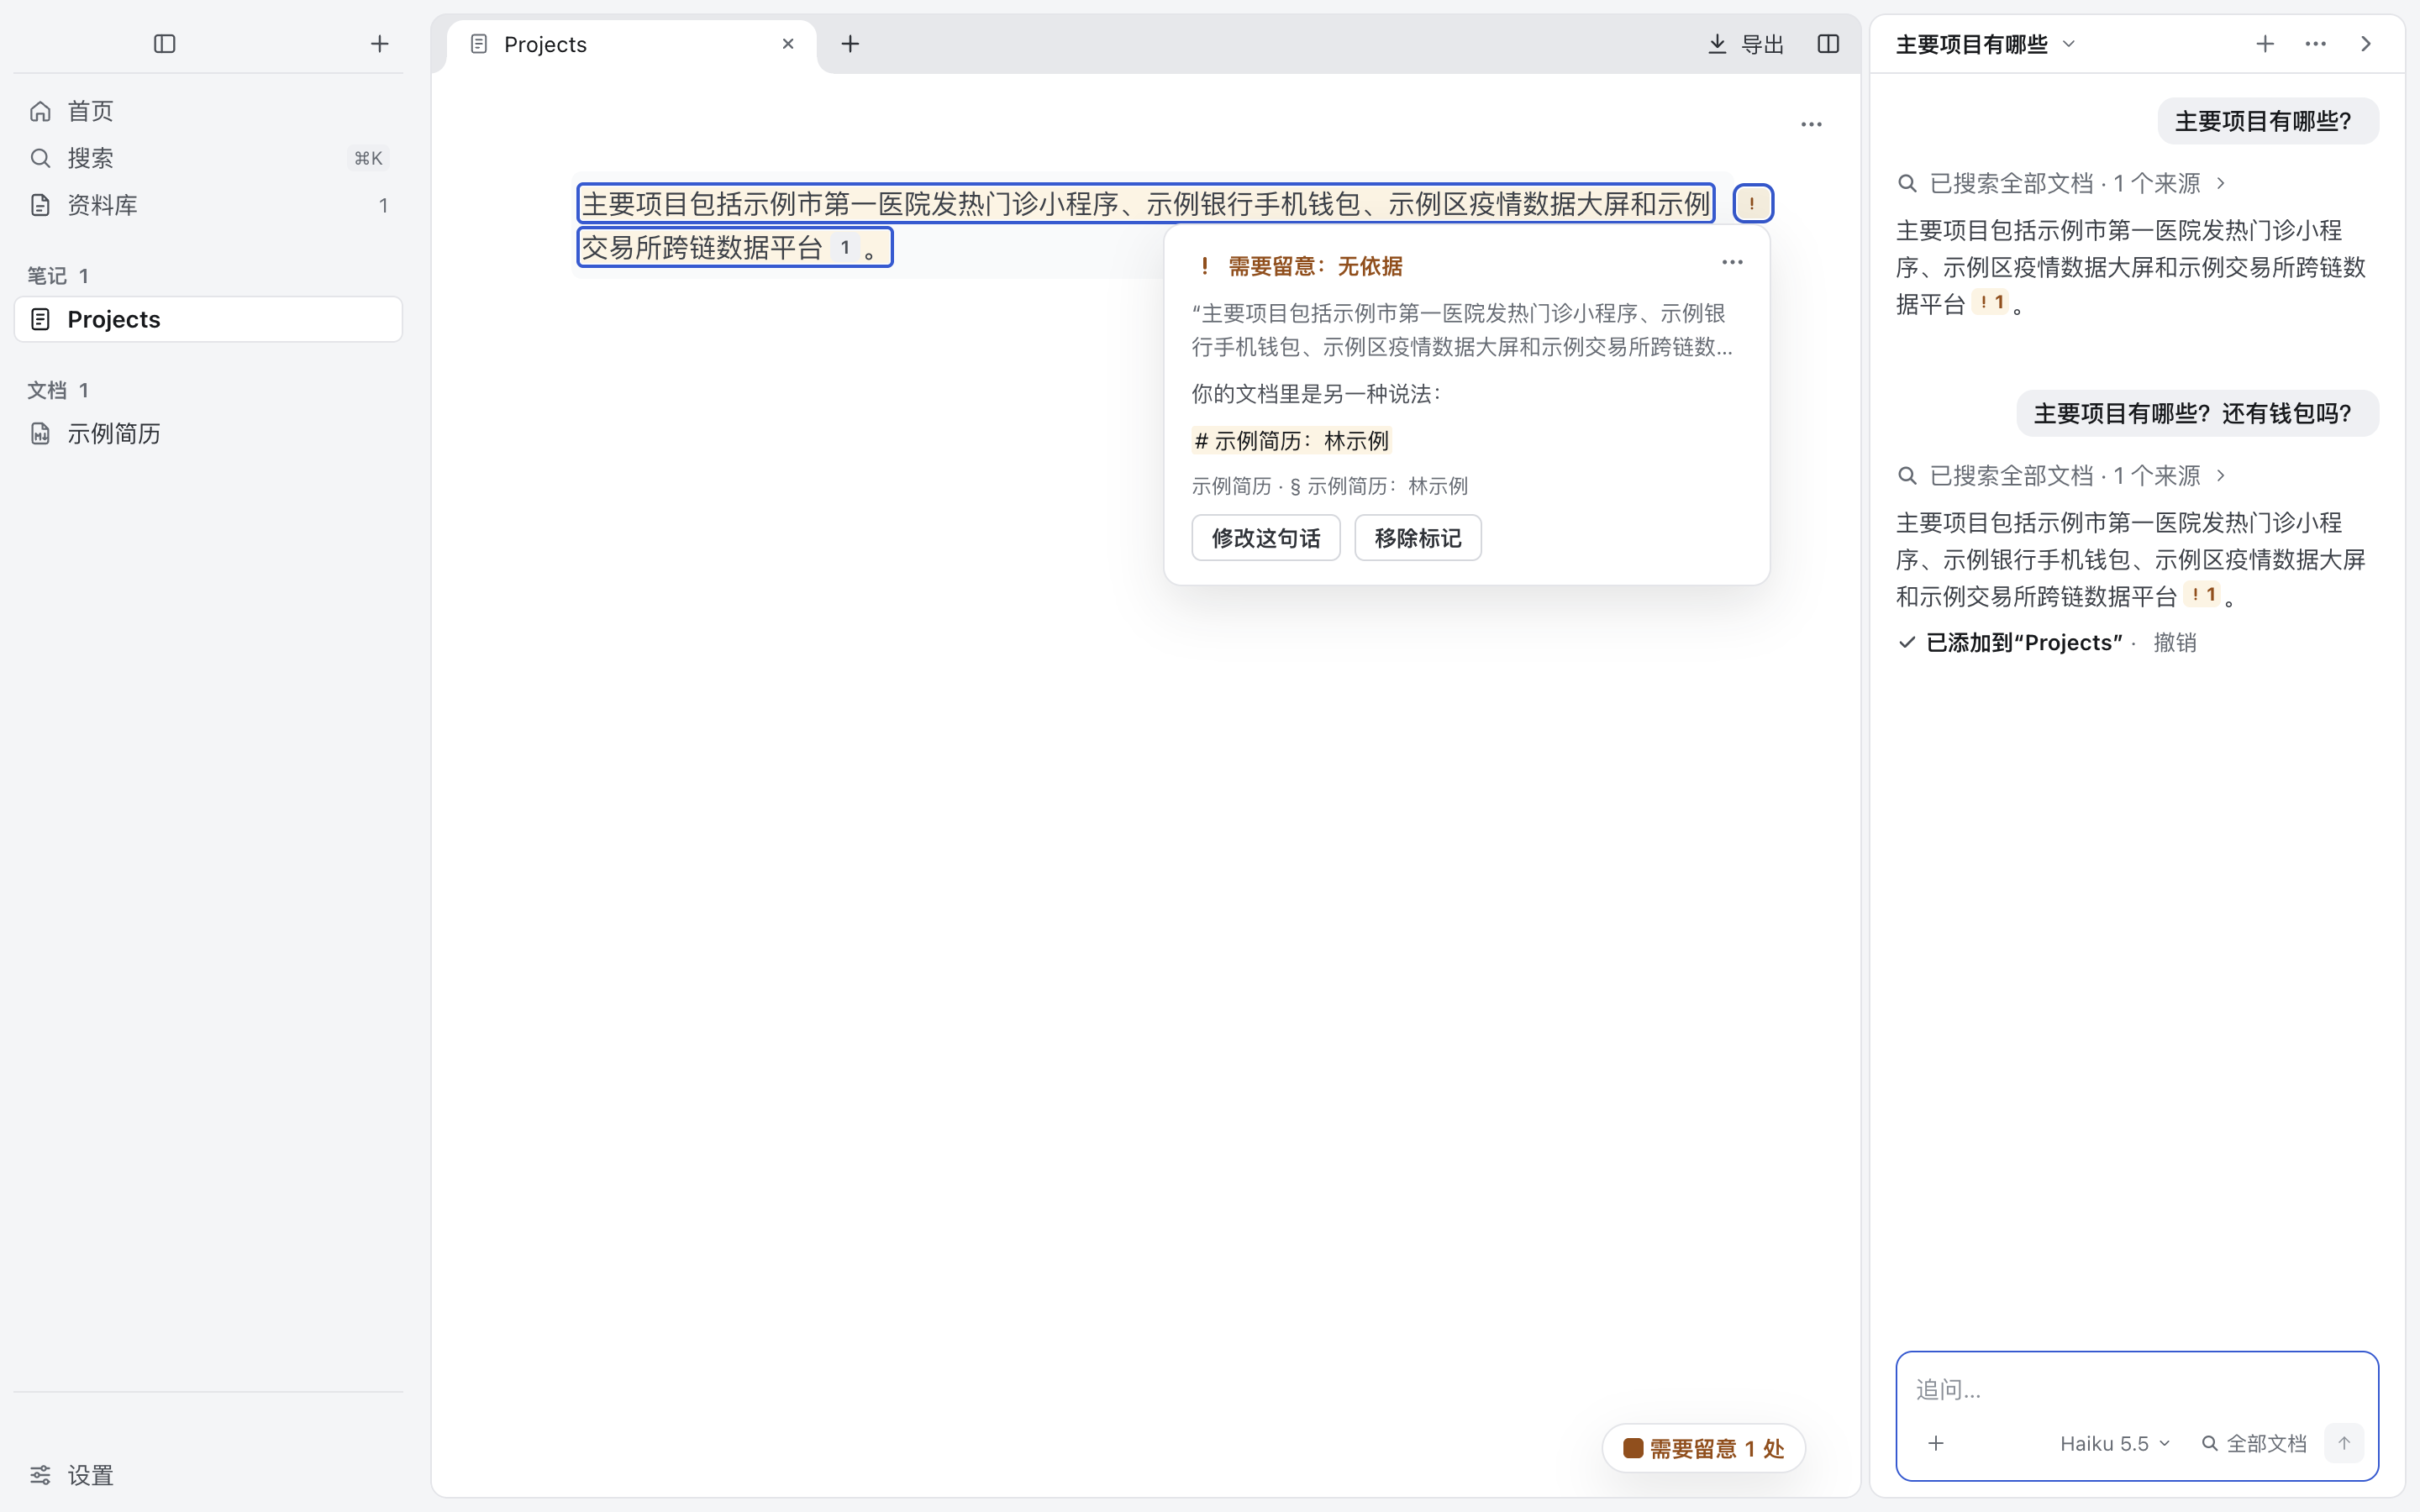 首页
搜索 ⌘K
资料库 1
笔记 1
Projects
文档 1
示例简历
设置
Projects
导出
主要项目包括示例市第一医院发热门诊小程序、示例银行手机钱包、示例区疫情数据大屏和示例 !
交易所跨链数据平台 1 。
! 需要留意：无依据
“主要项目包括示例市第一医院发热门诊小程序、示例银
行手机钱包、示例区疫情数据大屏和示例交易所跨链数…
你的文档里是另一种说法：
# 示例简历：林示例
示例简历 · § 示例简历：林示例
修改这句话 移除标记
需要留意 1 处
主要项目有哪些
主要项目有哪些？
已搜索全部文档 · 1 个来源
主要项目包括示例市第一医院发热门诊小程
序、示例区疫情数据大屏和示例交易所跨链数
据平台 ! 1 。
主要项目有哪些？还有钱包吗？
已搜索全部文档 · 1 个来源
主要项目包括示例市第一医院发热门诊小程
序、示例银行手机钱包、示例区疫情数据大屏
和示例交易所跨链数据平台 ! 1 。
已添加到“Projects” · 撤销
追问...
Haiku 5.5 全部文档